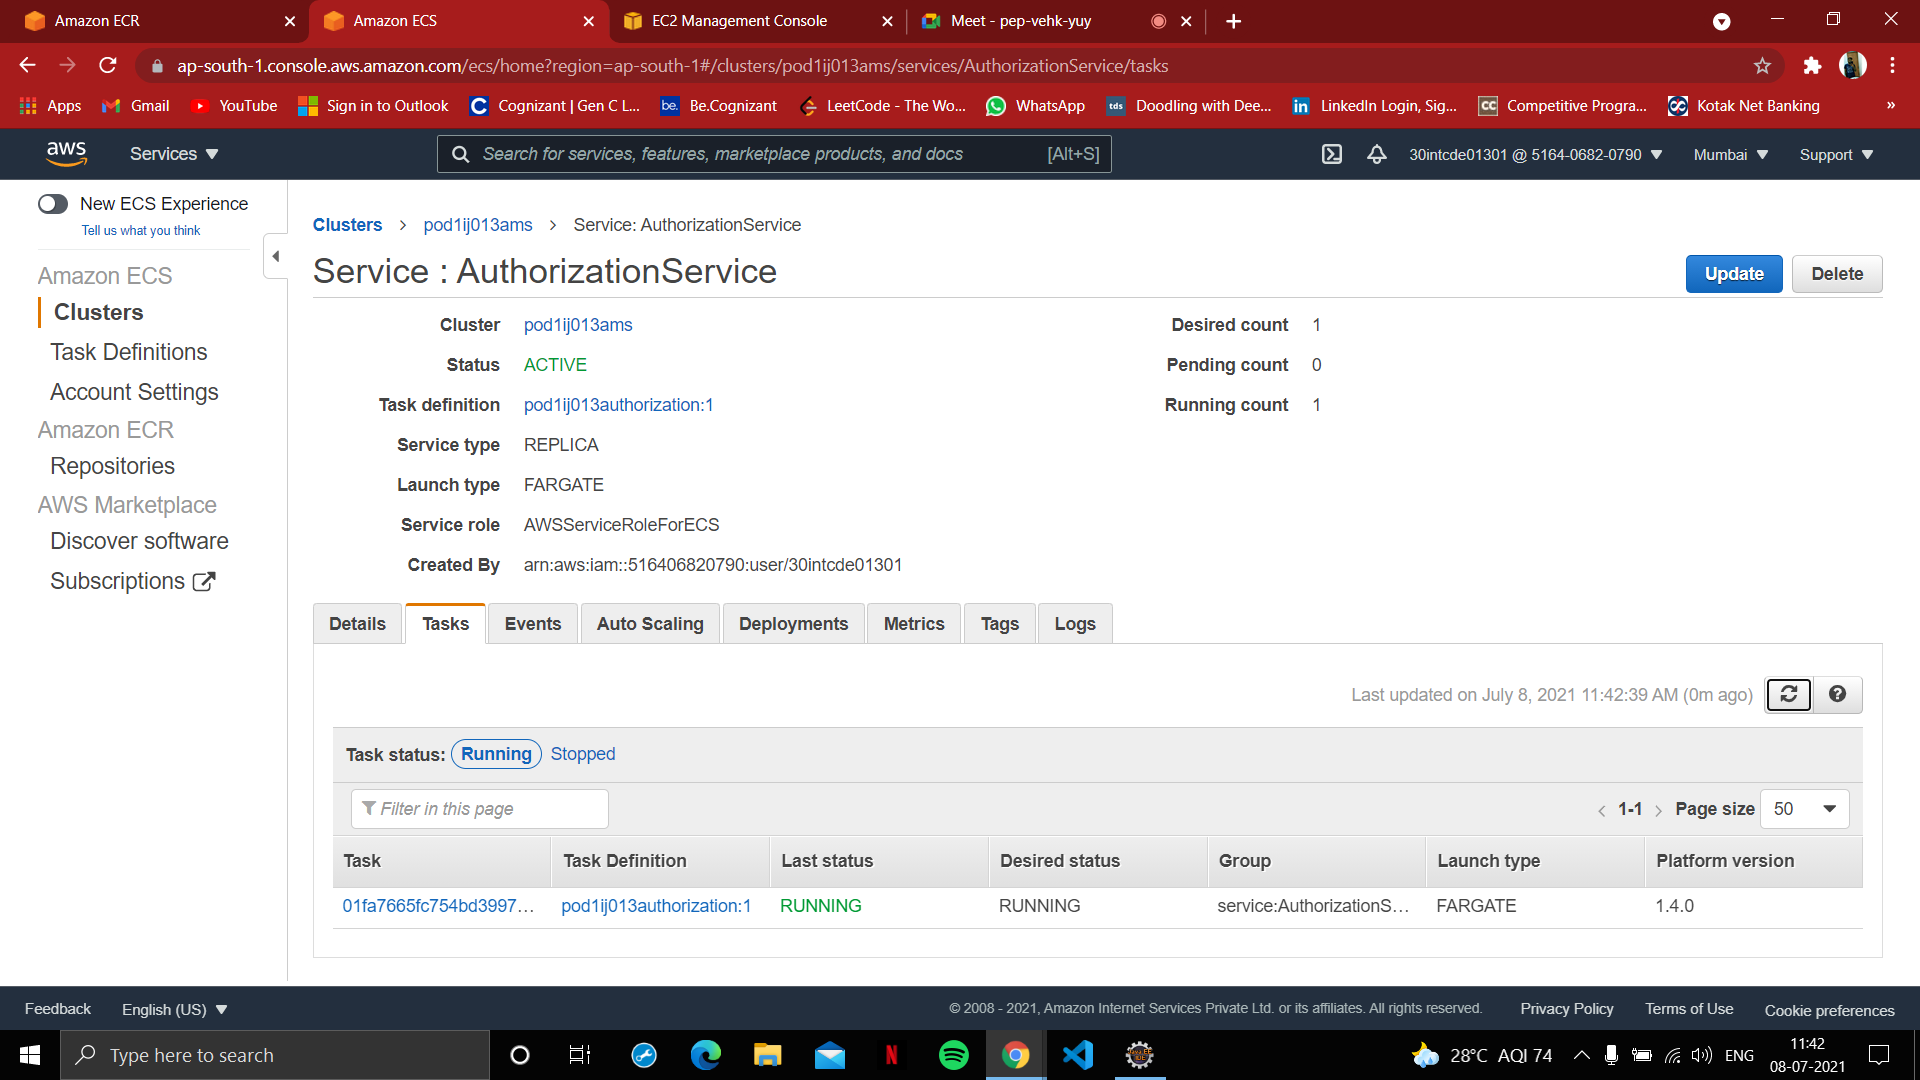 Amazon ECR
Amazon ECS
EC2 Management Console
Meet - pep-vehk-yuy
ap-south-1.console.aws.amazon.com/ecs/home?region=ap-south-1#/clusters/pod1ij013ams/services/AuthorizationService/tasks
Apps
Gmail
YouTube
Sign in to Outlook
Cognizant | Gen C L...
be.
Be.Cognizant
LeetCode - The Wo...
WhatsApp
tds
Doodling with Dee...
in
LinkedIn Login, Sig...
CC
Competitive Progra...
Kotak Net Banking
»
aws
Services
Search for services, features, marketplace products, and docs
[Alt+S]
30intcde01301 @ 5164-0682-0790
Mumbai
Support
New ECS Experience
Tell us what you think
Amazon ECS
Clusters
Task Definitions
Account Settings
Amazon ECR
Repositories
AWS Marketplace
Discover software
Subscriptions
Clusters > pod1ij013ams > Service: AuthorizationService
Service : AuthorizationService
Update
Delete
Cluster pod1ij013ams
Status ACTIVE
Task definition pod1ij013authorization:1
Service type REPLICA
Launch type FARGATE
Service role AWSServiceRoleForECS
Created By arn:aws:iam::516406820790:user/30intcde01301
Desired count 1
Pending count 0
Running count 1
Details
Tasks
Events
Auto Scaling
Deployments
Metrics
Tags
Logs
Last updated on July 8, 2021 11:42:39 AM (0m ago)
Task status: Running Stopped
Filter in this page
1-1
Page size 50
Task Task Definition Last status Desired status Group Launch type Platform version
01fa7665fc754bd3997... pod1ij013authorization:1 RUNNING RUNNING service:AuthorizationS... FARGATE 1.4.0
Feedback
English (US)
© 2008 - 2021, Amazon Internet Services Private Ltd. or its affiliates. All rights reserved.
Privacy Policy
Terms of Use
Cookie preferences
Type here to search
28°C AQI 74
ENG
11:42
08-07-2021